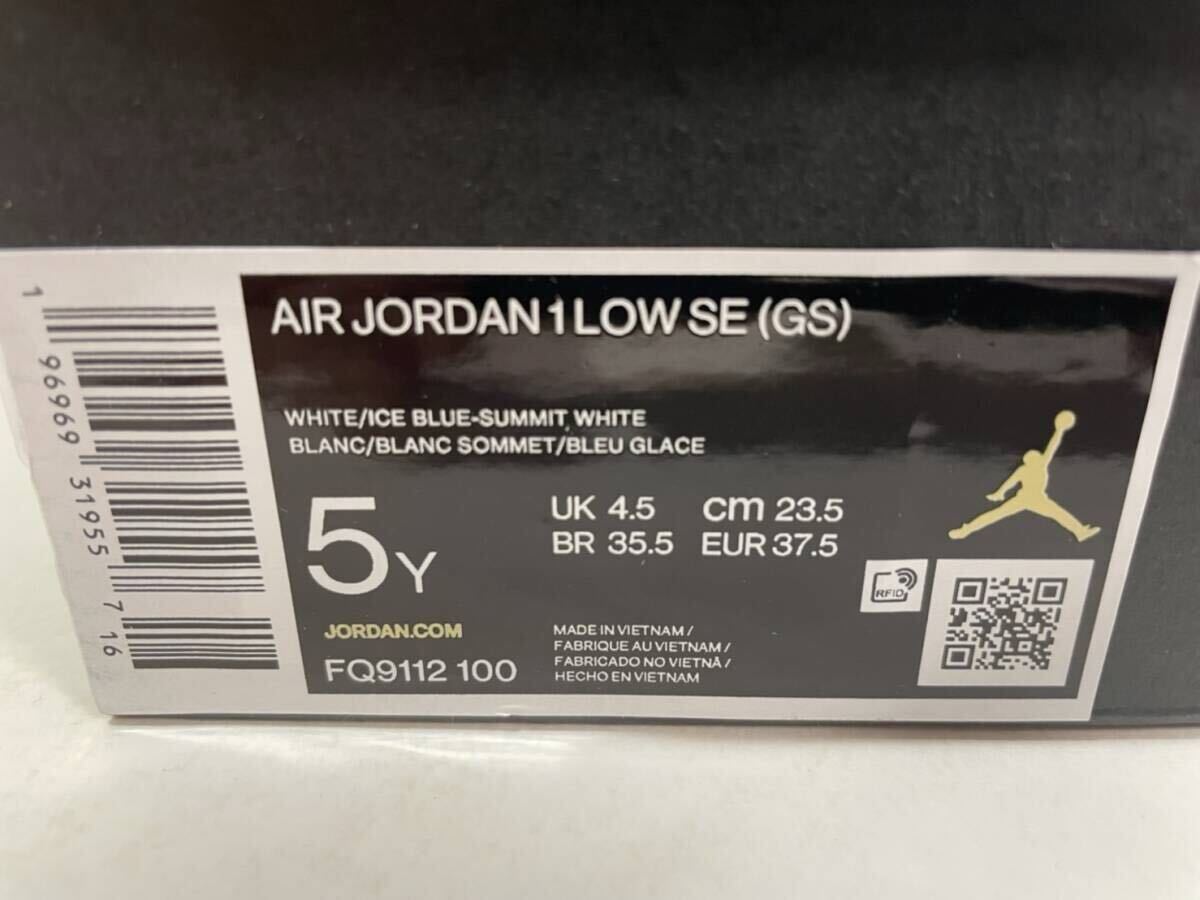 AIR JORDAN 1 LOW SE (GS)
WHITE/ICE BLUE-SUMMIT WHITE
BLANC/BLANC SOMMET/BLEU GLACE
5Y
UK 4.5 cm 23.5
BR 35.5 EUR 37.5
JORDAN.COM
FQ9112 100
MADE IN VIETNAM /
FABRIQUE AU VIETNAM /
FABRICADO NO VIETNÃ /
HECHO EN VIETNAM
RFID
1 96969 31955 7 16